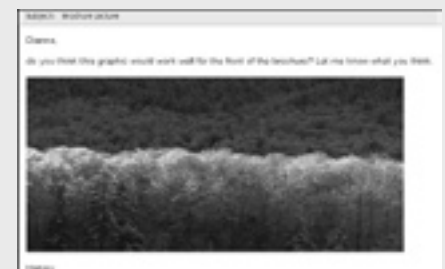 Subject: Brochure picture
Dianna,
do you think this graphic would work well for the front of the brochure? Let me know what you think.